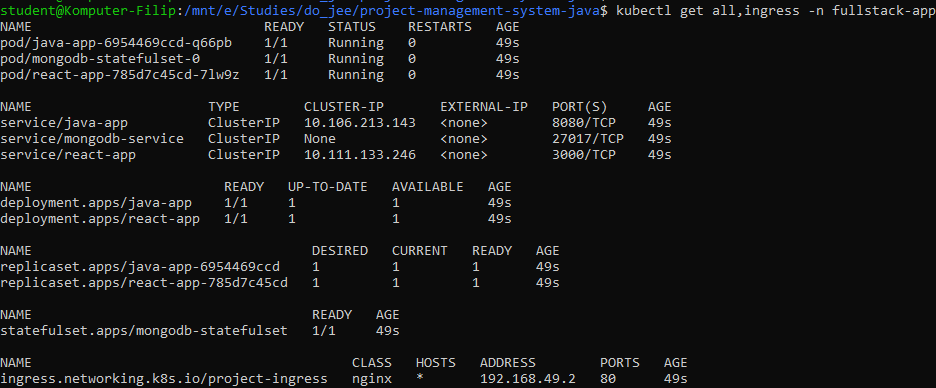 student@Komputer-Filip:/mnt/e/Studies/do_jee/project-management-system-java$ kubectl get all,ingress -n fullstack-app
NAME READY STATUS RESTARTS AGE
pod/java-app-6954469ccd-q66pb 1/1 Running 0 49s
pod/mongodb-statefulset-0 1/1 Running 0 49s
pod/react-app-785d7c45cd-7lw9z 1/1 Running 0 49s
NAME TYPE CLUSTER-IP EXTERNAL-IP PORT(S) AGE
service/java-app ClusterIP 10.106.213.143 <none> 8080/TCP 49s
service/mongodb-service ClusterIP None <none> 27017/TCP 49s
service/react-app ClusterIP 10.111.133.246 <none> 3000/TCP 49s
NAME READY UP-TO-DATE AVAILABLE AGE
deployment.apps/java-app 1/1 1 1 49s
deployment.apps/react-app 1/1 1 1 49s
NAME DESIRED CURRENT READY AGE
replicaset.apps/java-app-6954469ccd 1 1 1 49s
replicaset.apps/react-app-785d7c45cd 1 1 1 49s
NAME READY AGE
statefulset.apps/mongodb-statefulset 1/1 49s
NAME CLASS HOSTS ADDRESS PORTS AGE
ingress.networking.k8s.io/project-ingress nginx * 192.168.49.2 80 49s